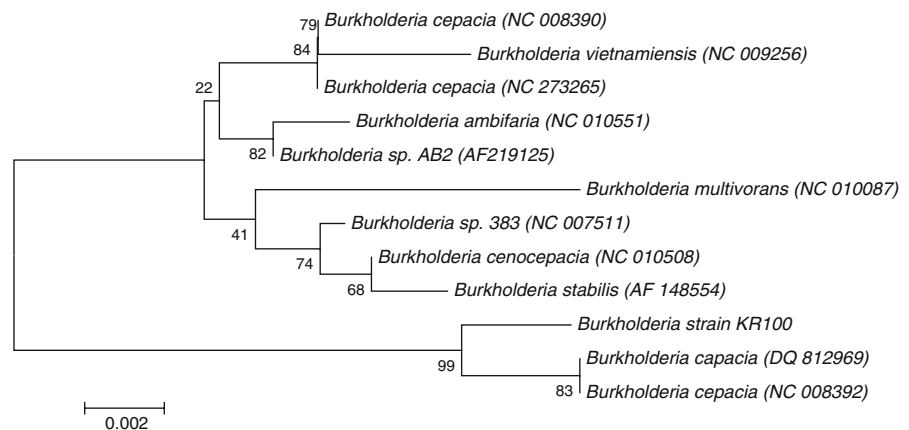 79 Burkholderia cepacia (NC 008390)
84
Burkholderia vietnamiensis (NC 009256)
22
Burkholderia cepacia (NC 273265)
Burkholderia ambifaria (NC 010551)
82 Burkholderia sp. AB2 (AF219125)
Burkholderia multivorans (NC 010087)
41
Burkholderia sp. 383 (NC 007511)
74
Burkholderia cenocepacia (NC 010508)
68
Burkholderia stabilis (AF 148554)
Burkholderia strain KR100
99
Burkholderia capacia (DQ 812969)
83 Burkholderia cepacia (NC 008392)
0.002